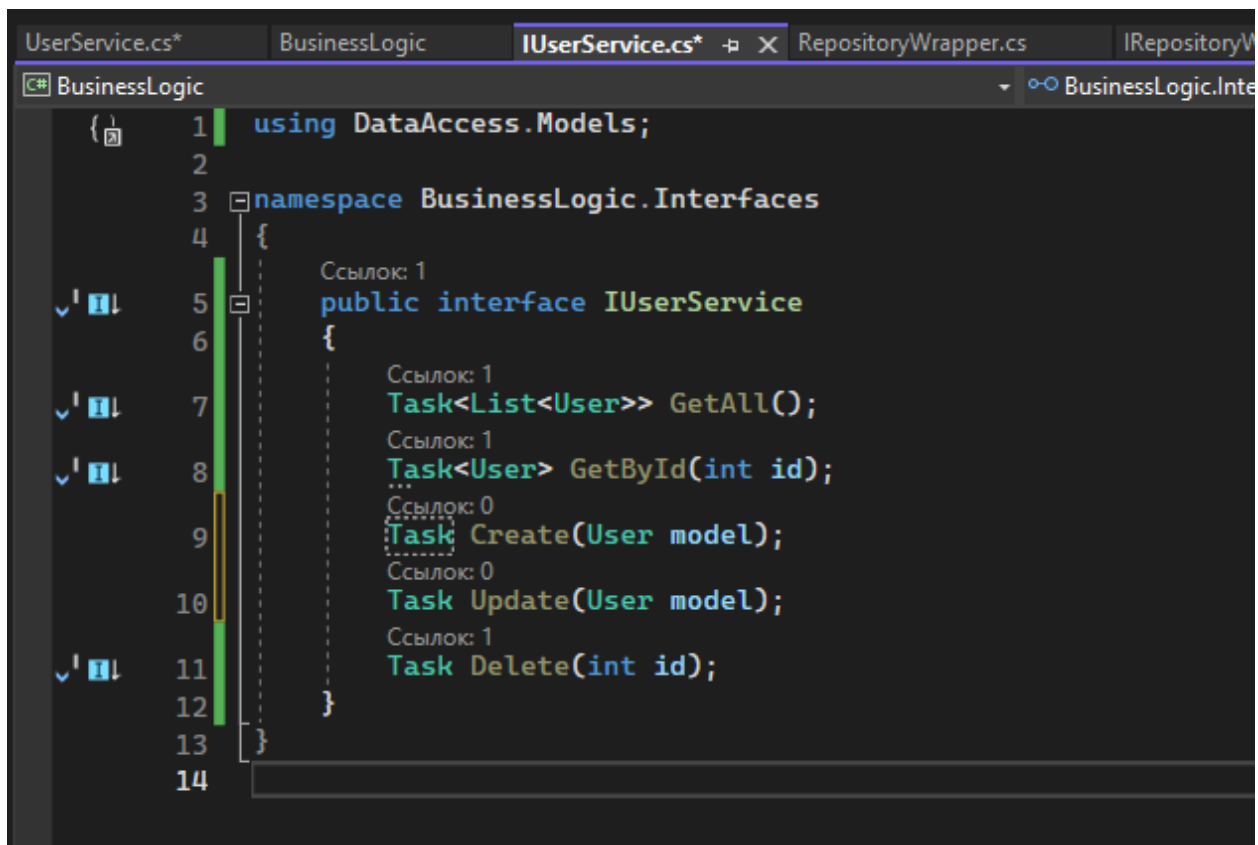 UserService.cs* BusinessLogic IUserService.cs* RepositoryWrapper.cs IRepositoryW
C# BusinessLogic BusinessLogic.Inte
1 using DataAccess.Models;
2
3 namespace BusinessLogic.Interfaces
4 {
Ссылок: 1
5 public interface IUserService
6 {
Ссылок: 1
7 Task<List<User>> GetAll();
Ссылок: 1
8 Task<User> GetById(int id);
Ссылок: 0
9 Task Create(User model);
Ссылок: 0
10 Task Update(User model);
Ссылок: 1
11 Task Delete(int id);
12 }
13 }
14